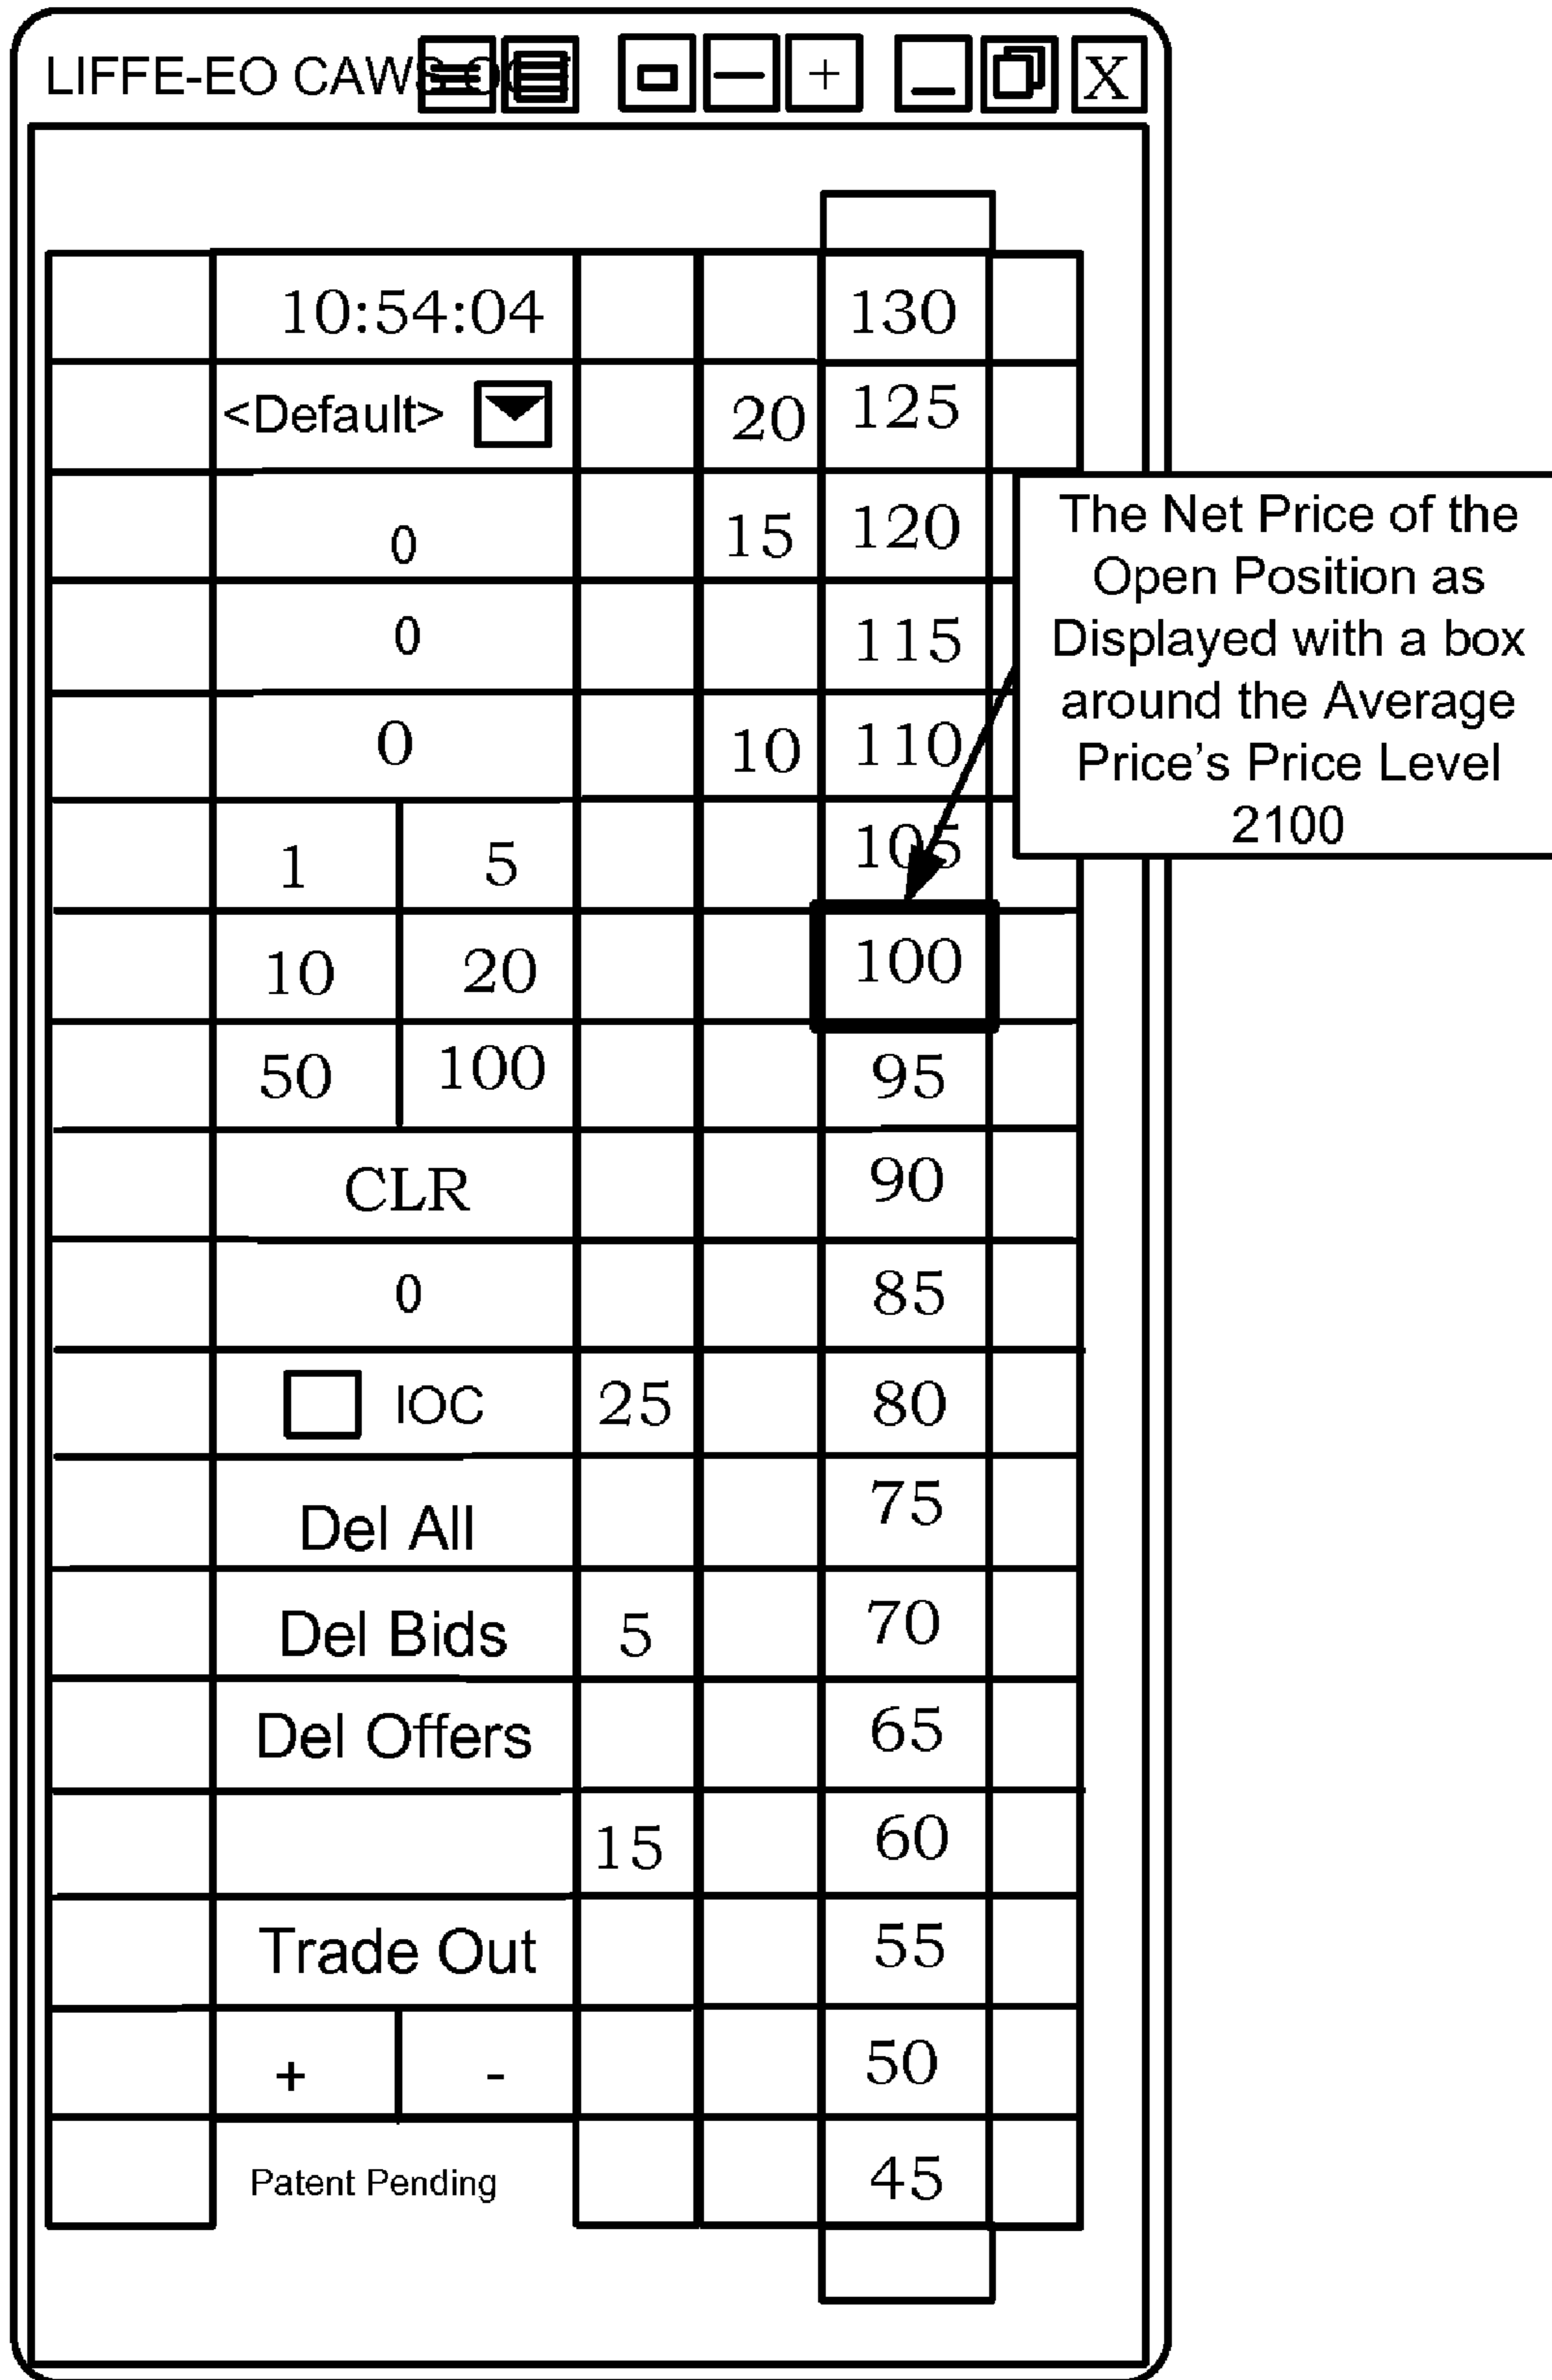 LIFFE-EO CAWS
X
10:54:04 130
<Default> 20 125
0 15 120
0 115
0 10 110
1 5 105
10 20 100
50 100 95
CLR 90
0 85
IOC 25 80
Del All 75
Del Bids 5 70
Del Offers 65
15 60
Trade Out 55
+ - 50
Patent Pending 45
The Net Price of the
Open Position as
Displayed with a box
around the Average
Price's Price Level
2100